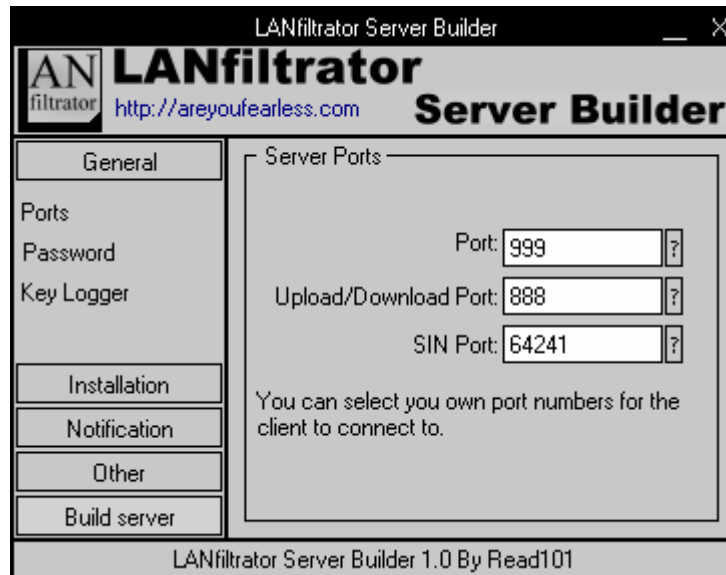 LANfiltrator Server Builder
AN
filtrator
LANfiltrator
http://areyoufearless.com
Server Builder
General
Ports
Password
Key Logger
Installation
Notification
Other
Build server
Server Ports
Port: 999 ?
Upload/Download Port: 888 ?
SIN Port: 64241 ?
You can select you own port numbers for the
client to connect to.
LANfiltrator Server Builder 1.0 By Read101